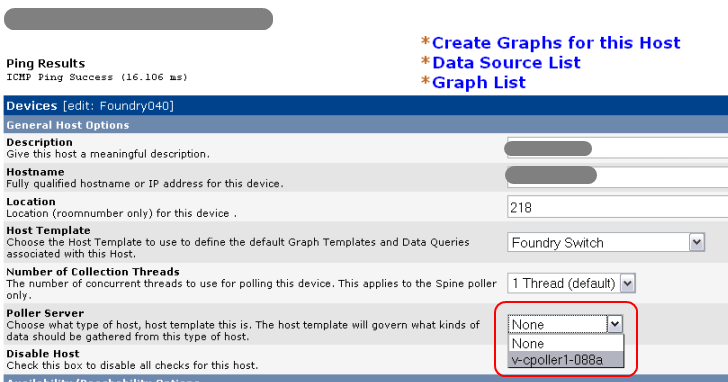 *Create Graphs for this Host
*Data Source List
*Graph List
Ping Results
ICMP Ping Success (16.106 ms)
Devices [edit: Foundry040]
General Host Options
Description
Give this host a meaningful description.
Hostname
Fully qualified hostname or IP address for this device.
Location
Location (roomnumber only) for this device .
218
Host Template
Choose the Host Template to use to define the default Graph Templates and Data Queries
associated with this Host.
Foundry Switch
Number of Collection Threads
The number of concurrent threads to use for polling this device. This applies to the Spine poller
only.
1 Thread (default)
Poller Server
Choose what type of host, host template this is. The host template will govern what kinds of
data should be gathered from this type of host.
None
None
v-cpoller1-088a
Disable Host
Check this box to disable all checks for this host.
Availability/Reachability Options